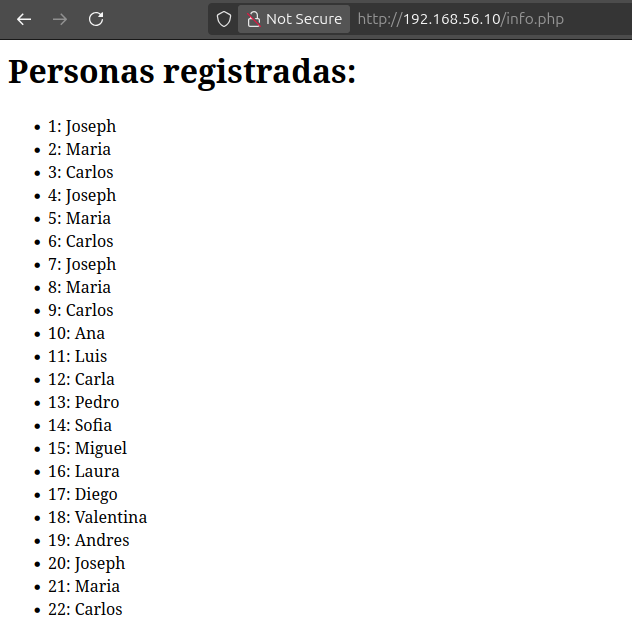 Not Secure http://192.168.56.10/info.php
Personas registradas:
1: Joseph
2: Maria
3: Carlos
4: Joseph
5: Maria
6: Carlos
7: Joseph
8: Maria
9: Carlos
10: Ana
11: Luis
12: Carla
13: Pedro
14: Sofia
15: Miguel
16: Laura
17: Diego
18: Valentina
19: Andres
20: Joseph
21: Maria
22: Carlos